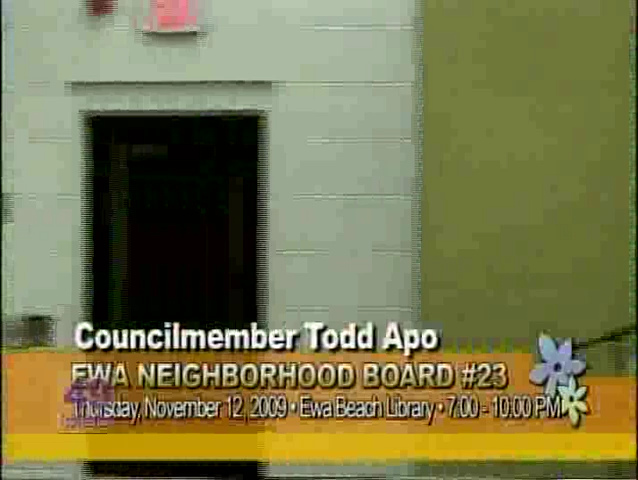 Councilmember Todd Apo
EWA NEIGHBORHOOD BOARD #23
Thursday, November 12, 2009 • Ewa Beach Library • 7:00 - 10:00 PM